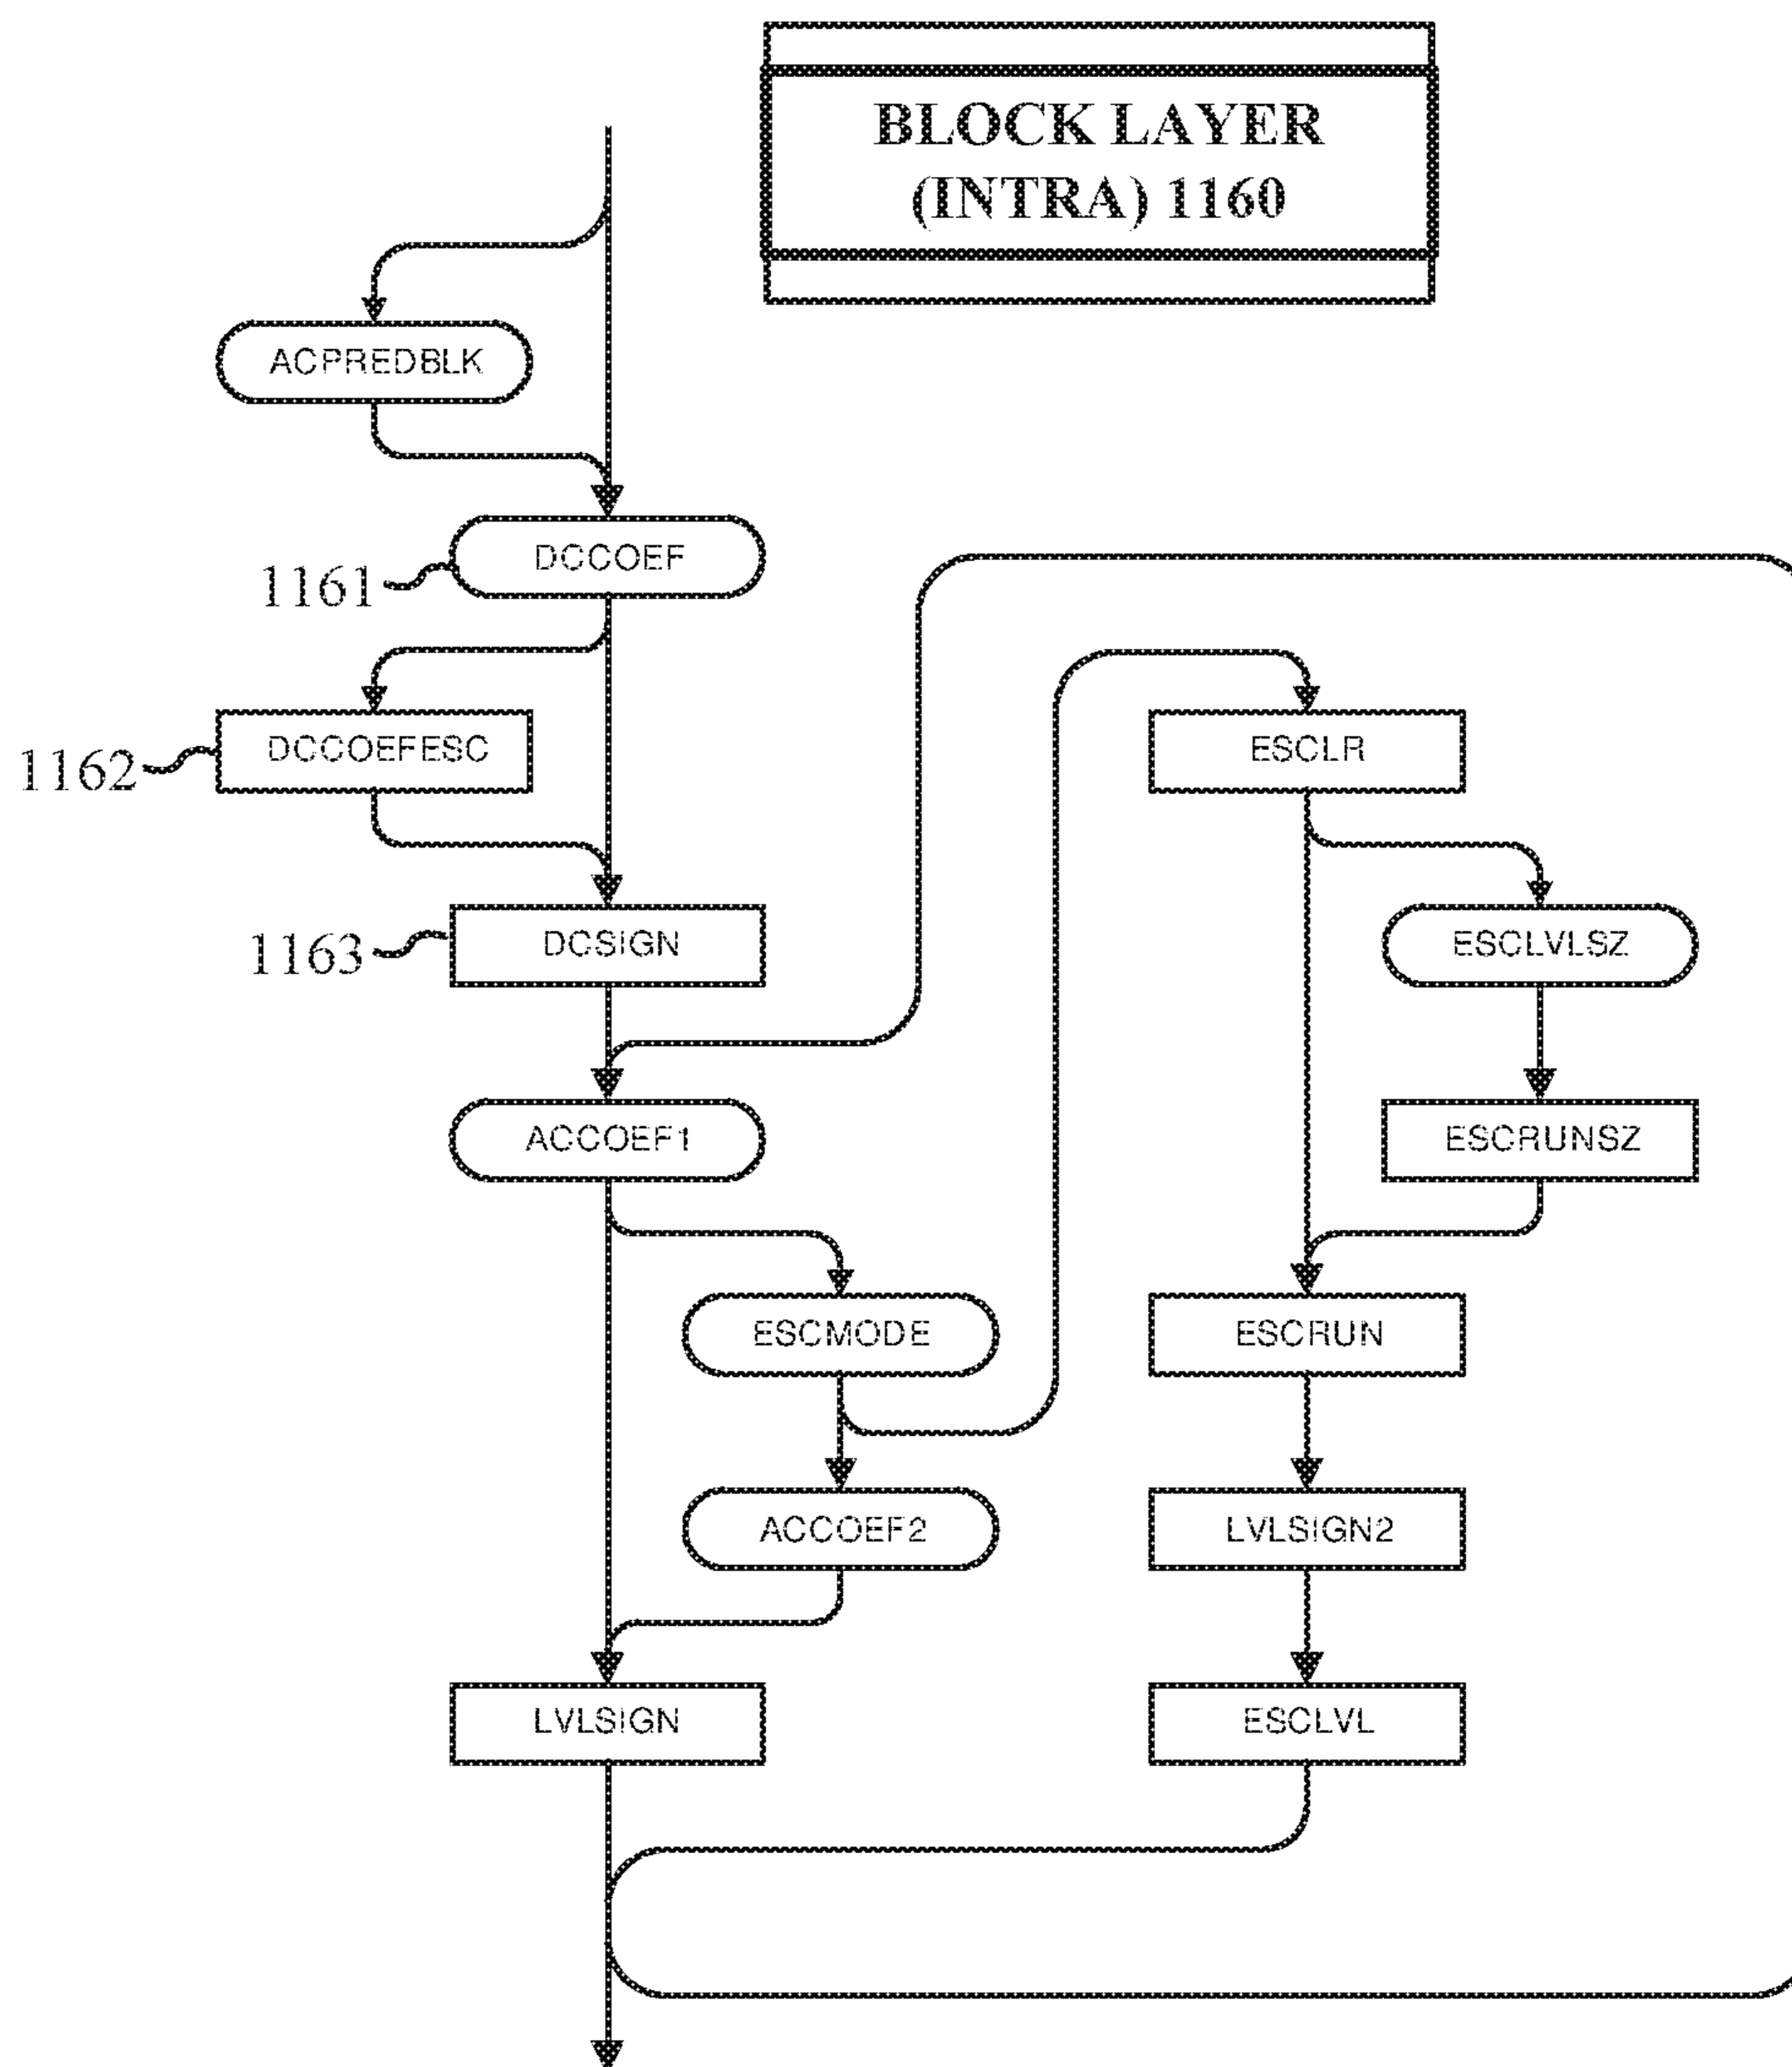 BLOCK LAYER
(INTRA) 1160
ACPREDBLK
DCCOEF
1161
DCCOEFESC
1162
ESCLR
DCSIGN
1163
ESCLVLSZ
ACCOEF1
ESCRUNSZ
ESCMODE
ESCRUN
ACCOEF2
LVLSIGN2
LVLSIGN
ESCLVL